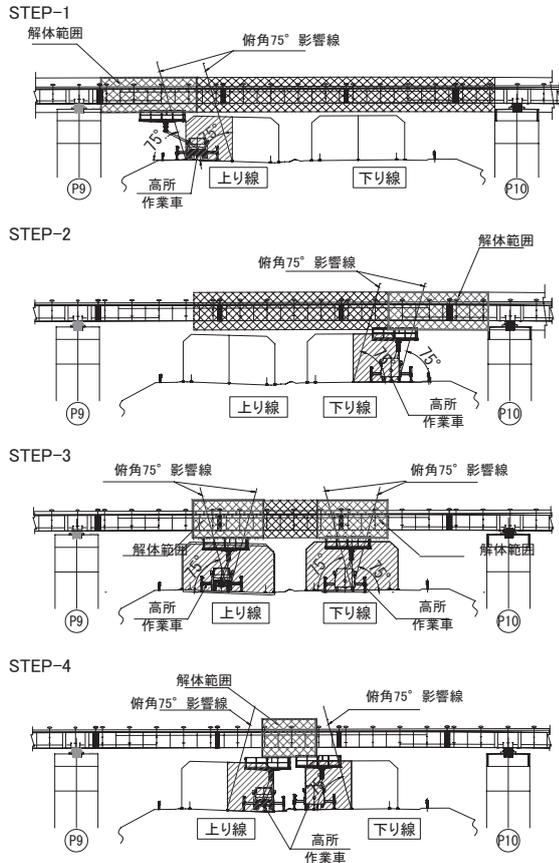 STEP-1
解体範囲
俯角75° 影響線
75°
75°
P9
高所
作業車
上り線
下り線
P10
STEP-2
解体範囲
俯角75° 影響線
75°
75°
P9
上り線
下り線
高所
作業車
P10
STEP-3
俯角75° 影響線
俯角75° 影響線
解体範囲
解体範囲
75°
75°
75°
P9
高所
作業車
上り線
下り線
高所
作業車
P10
STEP-4
解体範囲
俯角75° 影響線
俯角75° 影響線
P9
上り線
高所
作業車
下り線
P10